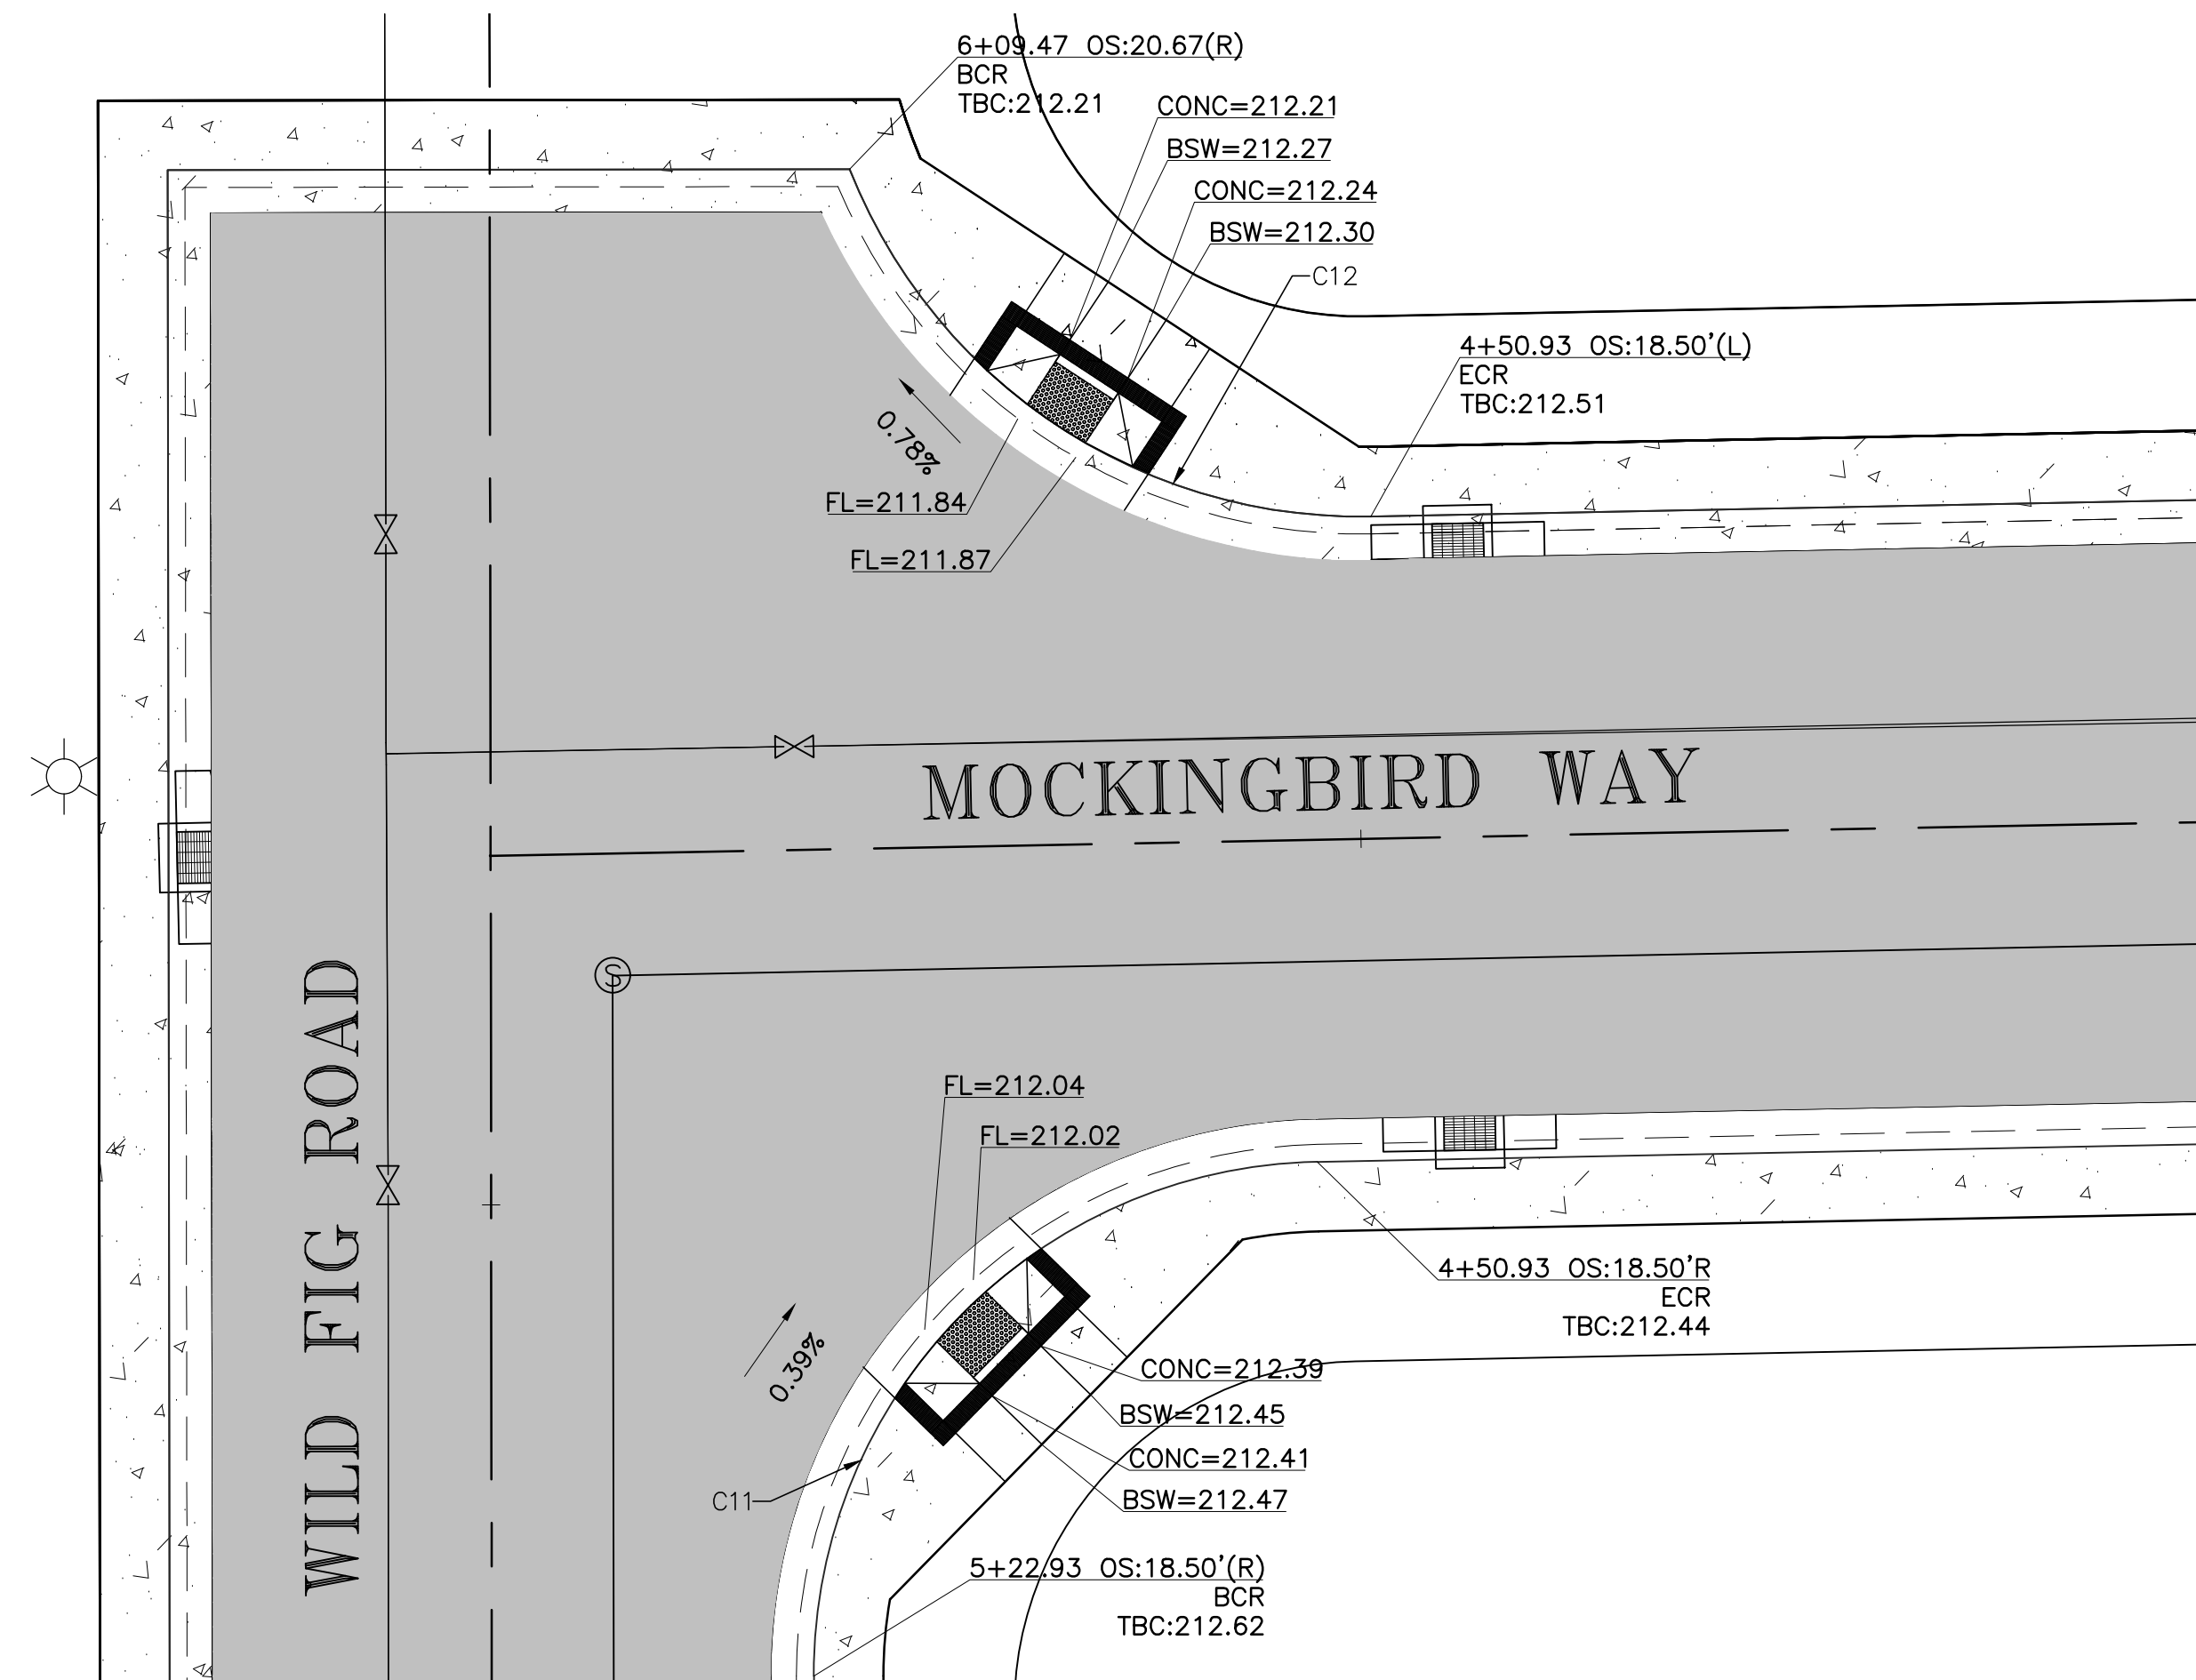 6+09.47 OS:20.67(R)
BCR
TBC:212.21
CONC=212.21
BSW=212.27
CONC=212.24
BSW=212.30
C12
4+50.93 OS:18.50'(L)
ECR
TBC:212.51
0.78%
FL=211.84
FL=211.87
MOCKINGBIRD WAY
S
WILD FIG ROAD
FL=212.04
FL=212.02
0.39%
4+50.93 OS:18.50'R
ECR
TBC:212.44
CONC=212.39
BSW=212.45
CONC=212.41
BSW=212.47
C11
5+22.93 OS:18.50'(R)
BCR
TBC:212.62